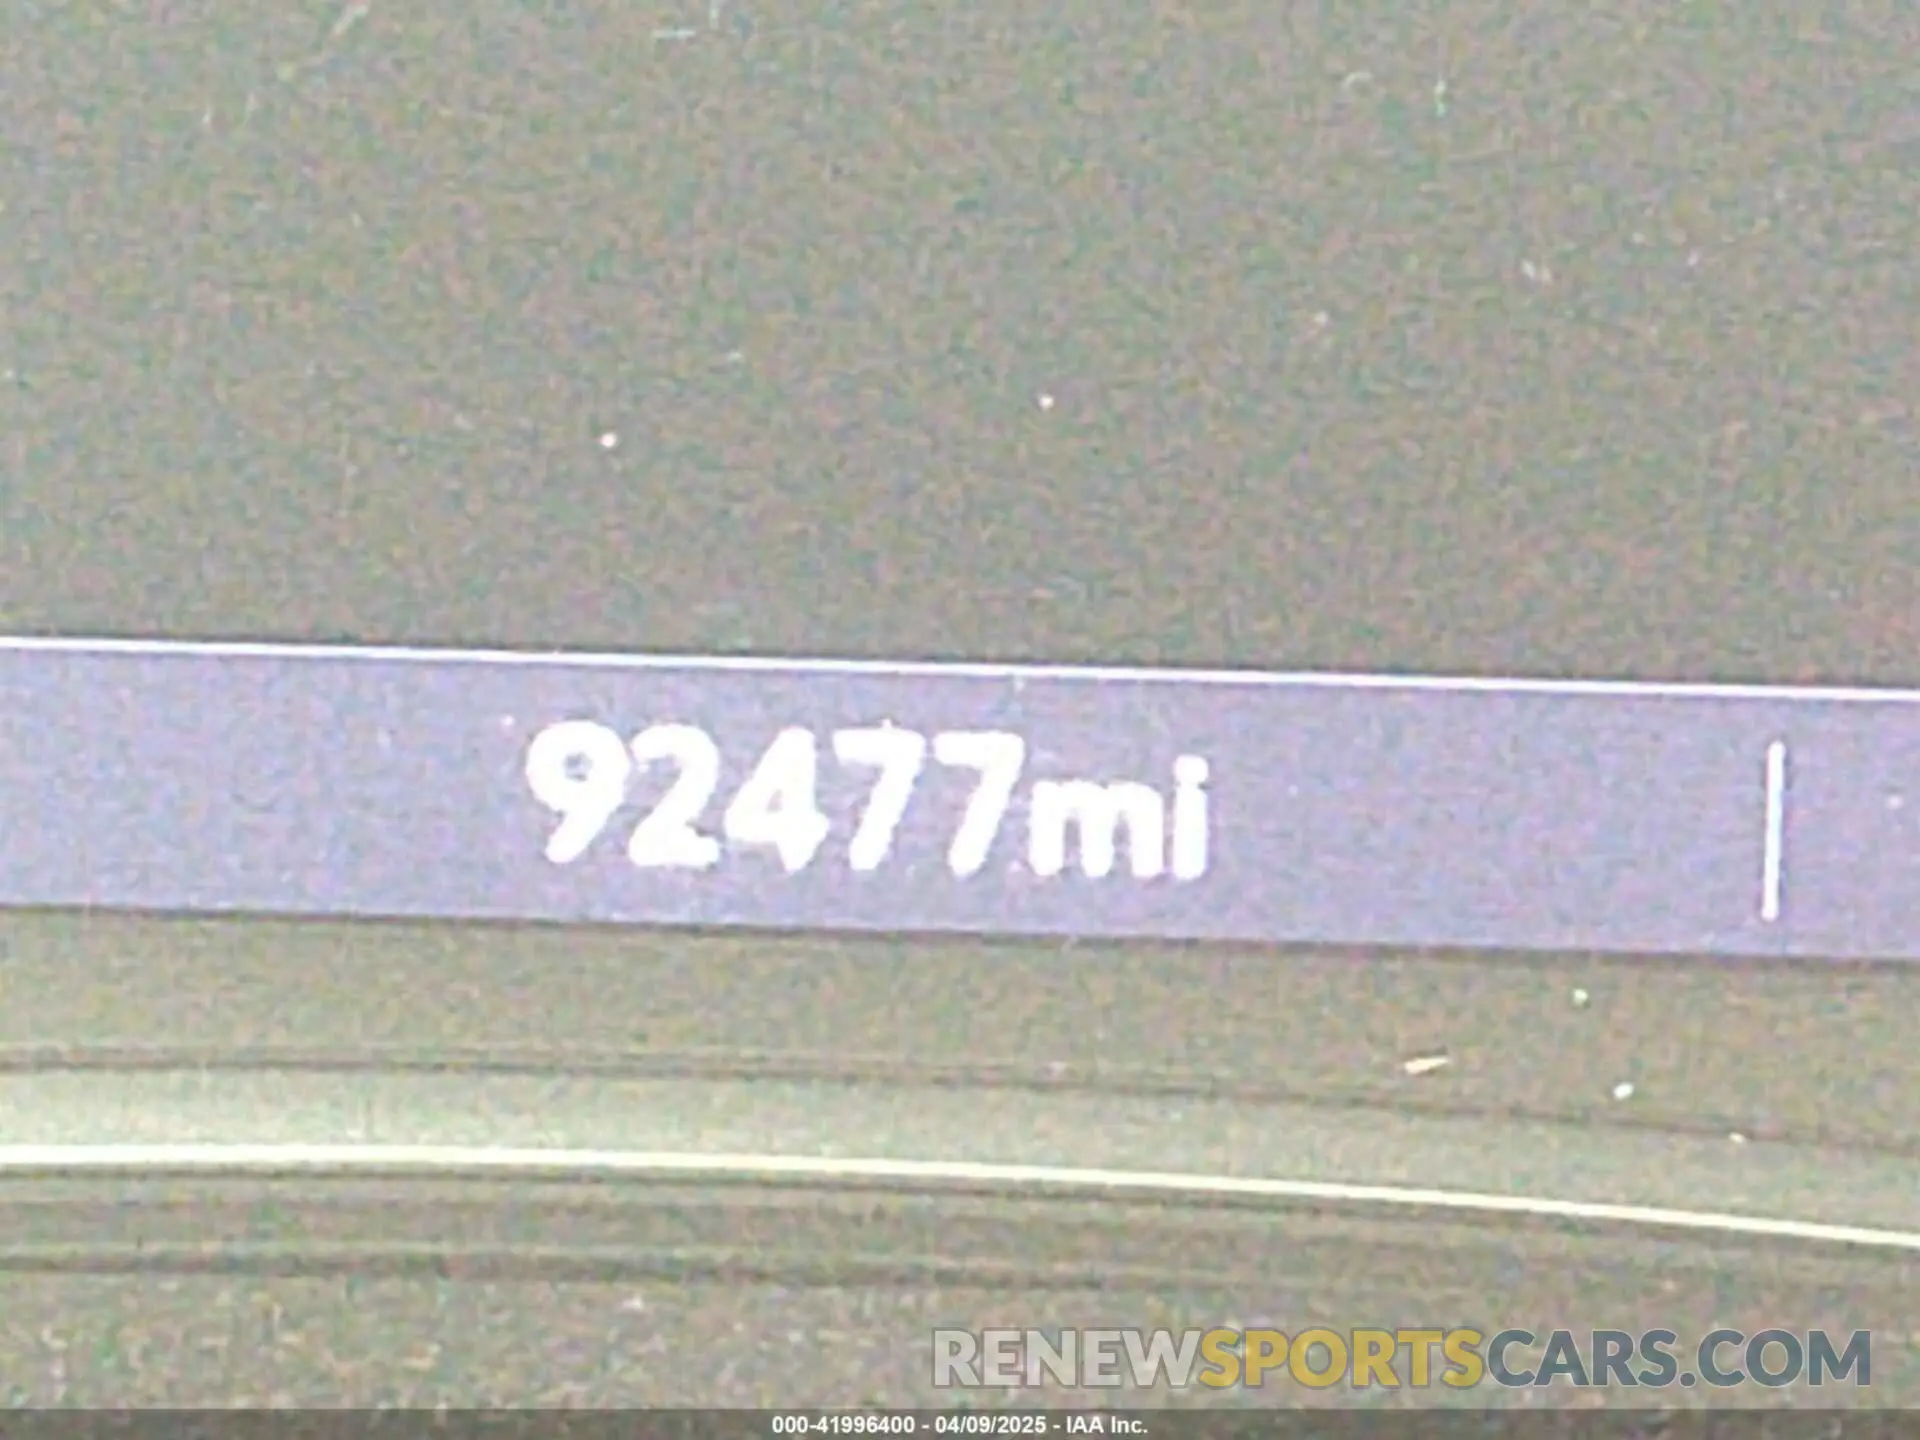 92477mi
RENEWSPORTSCARS.COM
000-41996400 - 04/09/2025 - IAA Inc.